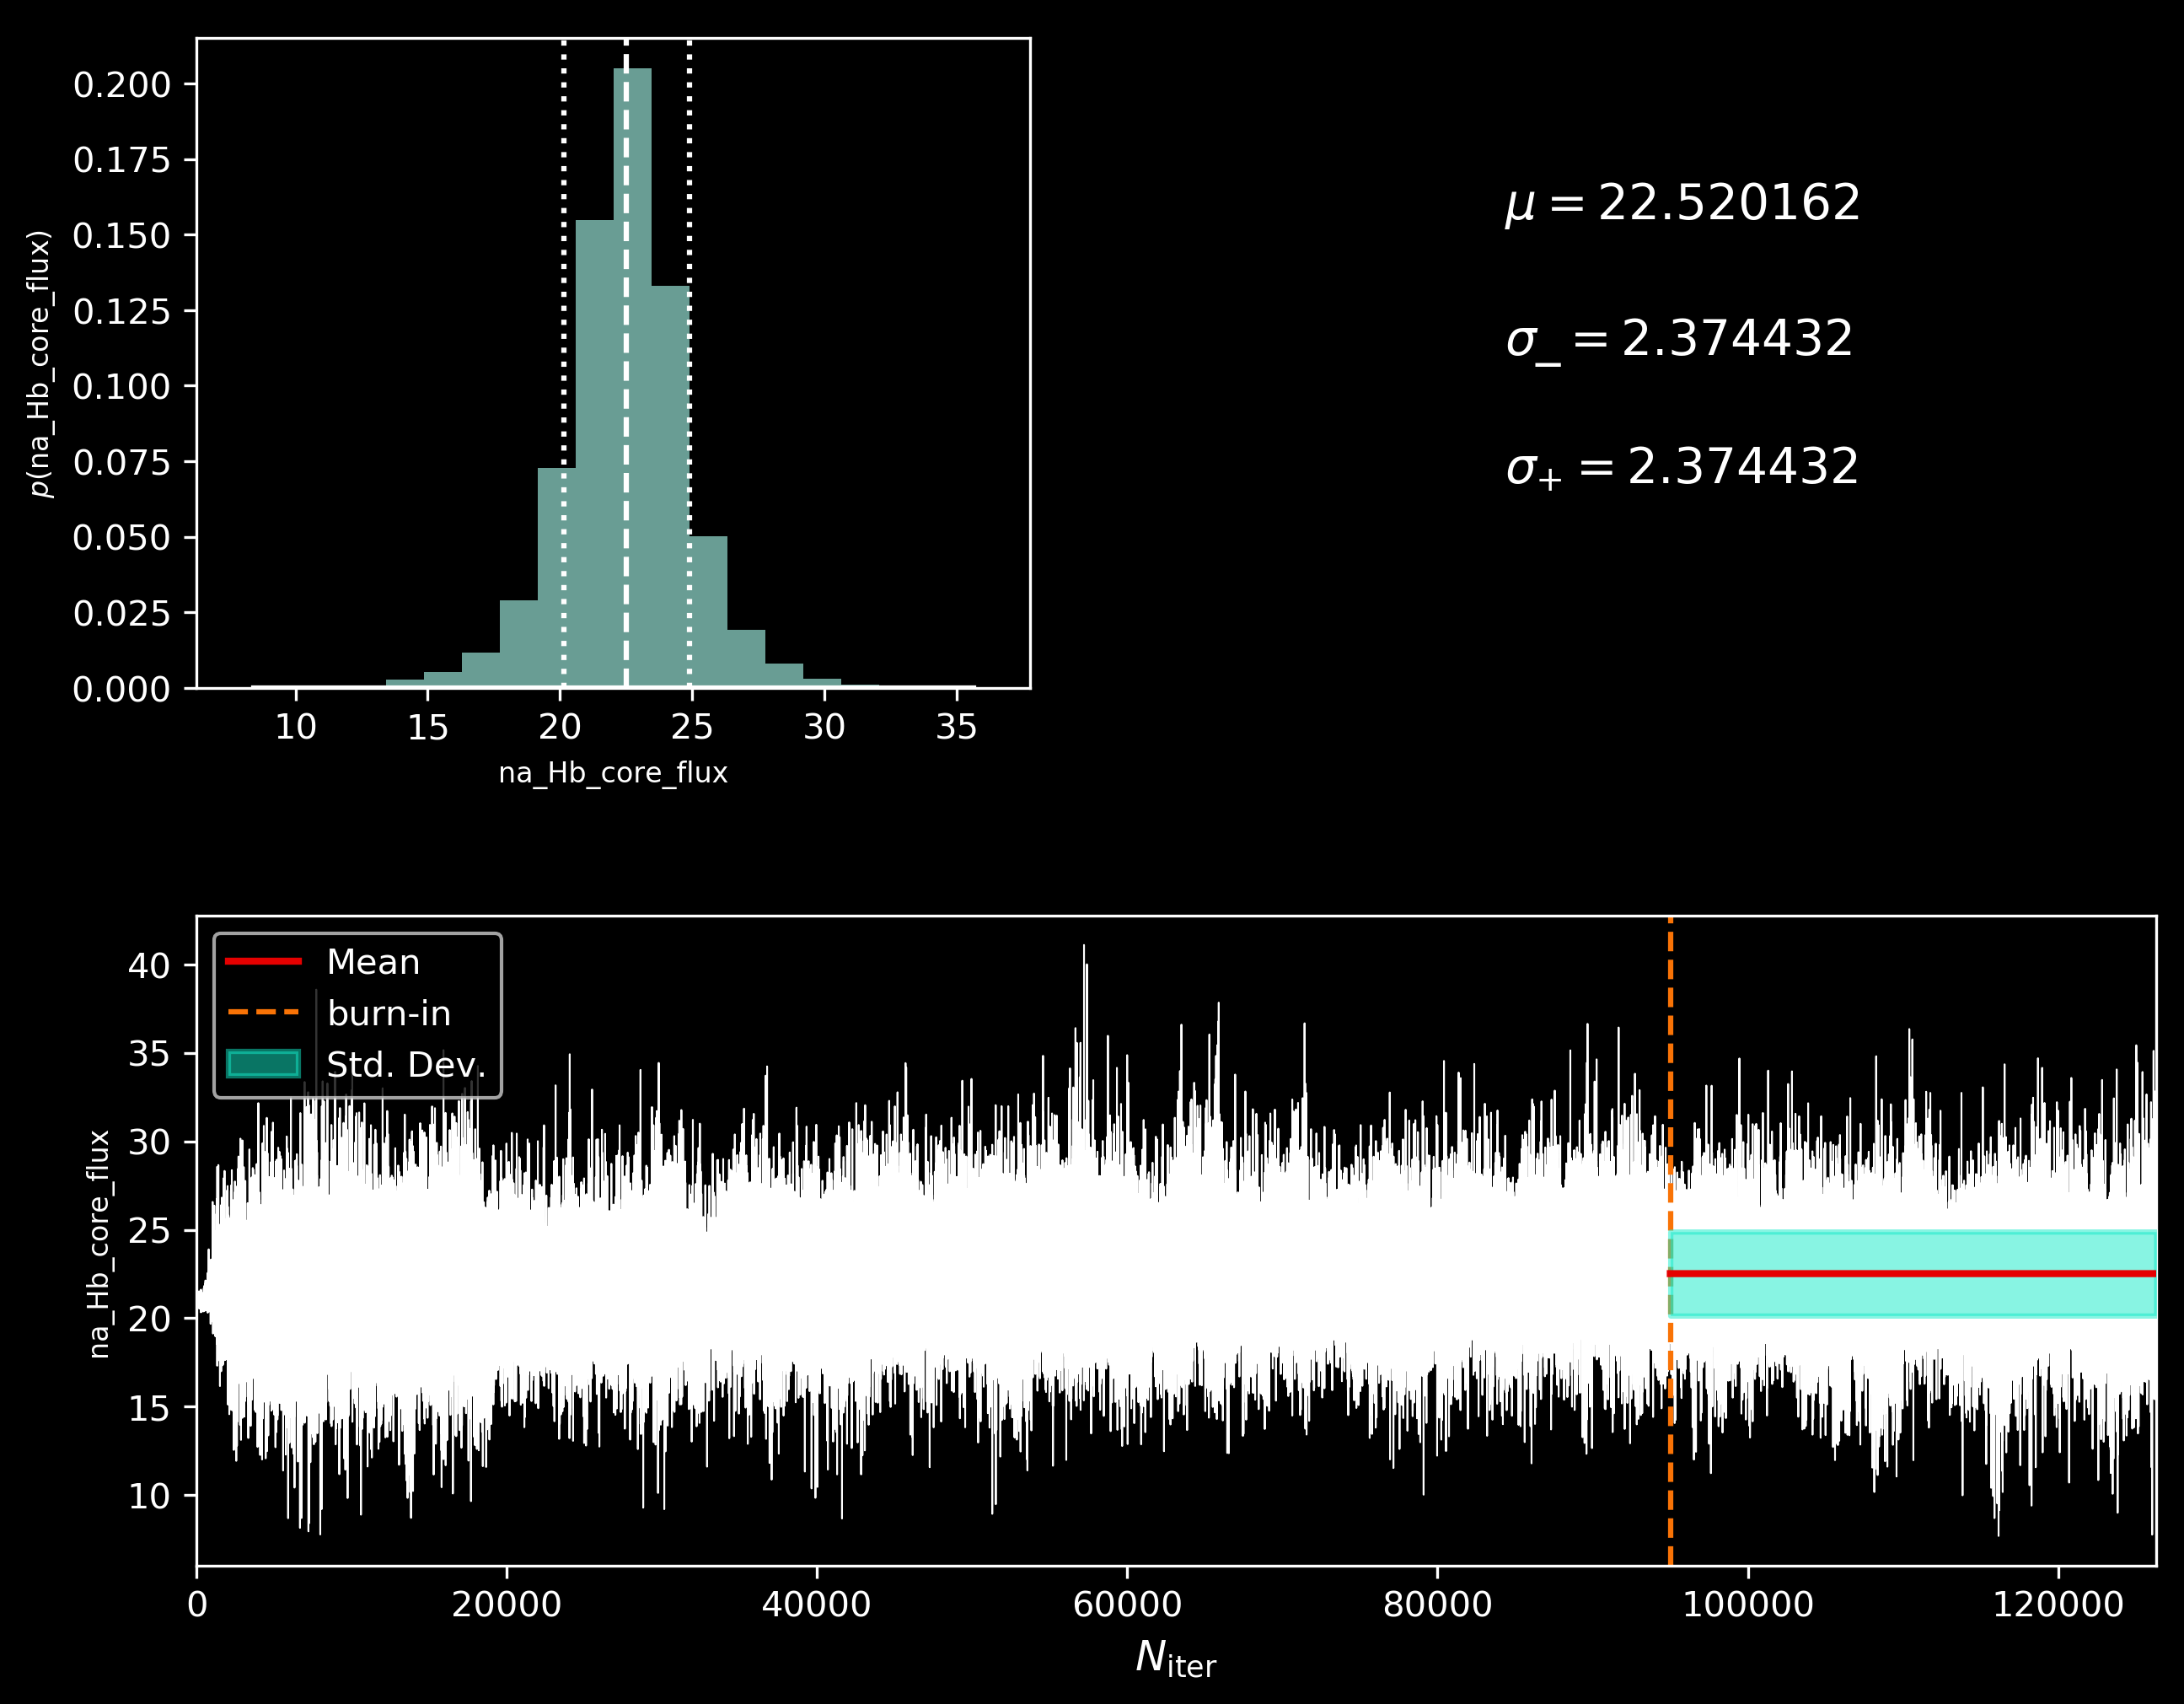 0.200
0.175
0.150
0.125
0.100
0.075
0.050
0.025
0.000
p(na_Hb_core_flux)
10 15 20 25 30 35
na_Hb_core_flux
μ = 22.520162
σ_− = 2.374432
σ_+ = 2.374432
Mean
burn-in
Std. Dev.
40
35
30
25
20
15
10
na_Hb_core_flux
0 20000 40000 60000 80000 100000 120000
N_iter